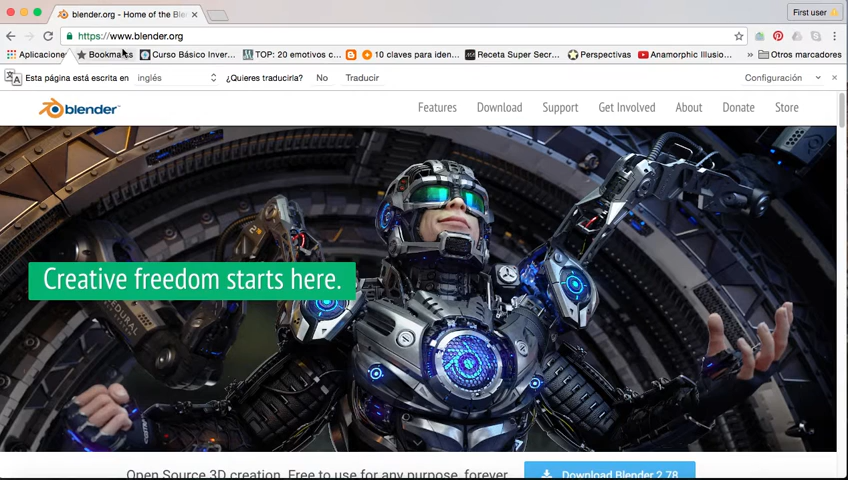 blender.org - Home of the Ble
First user
https://www.blender.org
Aplicacione Bookmarks Curso Básico Inver... TOP: 20 emotivos c... 10 claves para iden... Receta Super Secr... Perspectivas Anamorphic Illusio... » Otros marcadores
Esta página está escrita en inglés ¿Quieres traducirla? No Traducir Configuración
blender Features Download Support Get Involved About Donate Store
Creative freedom starts here.
Open Source 3D creation. Free to use for any purpose, forever.
Download Blender 2.78